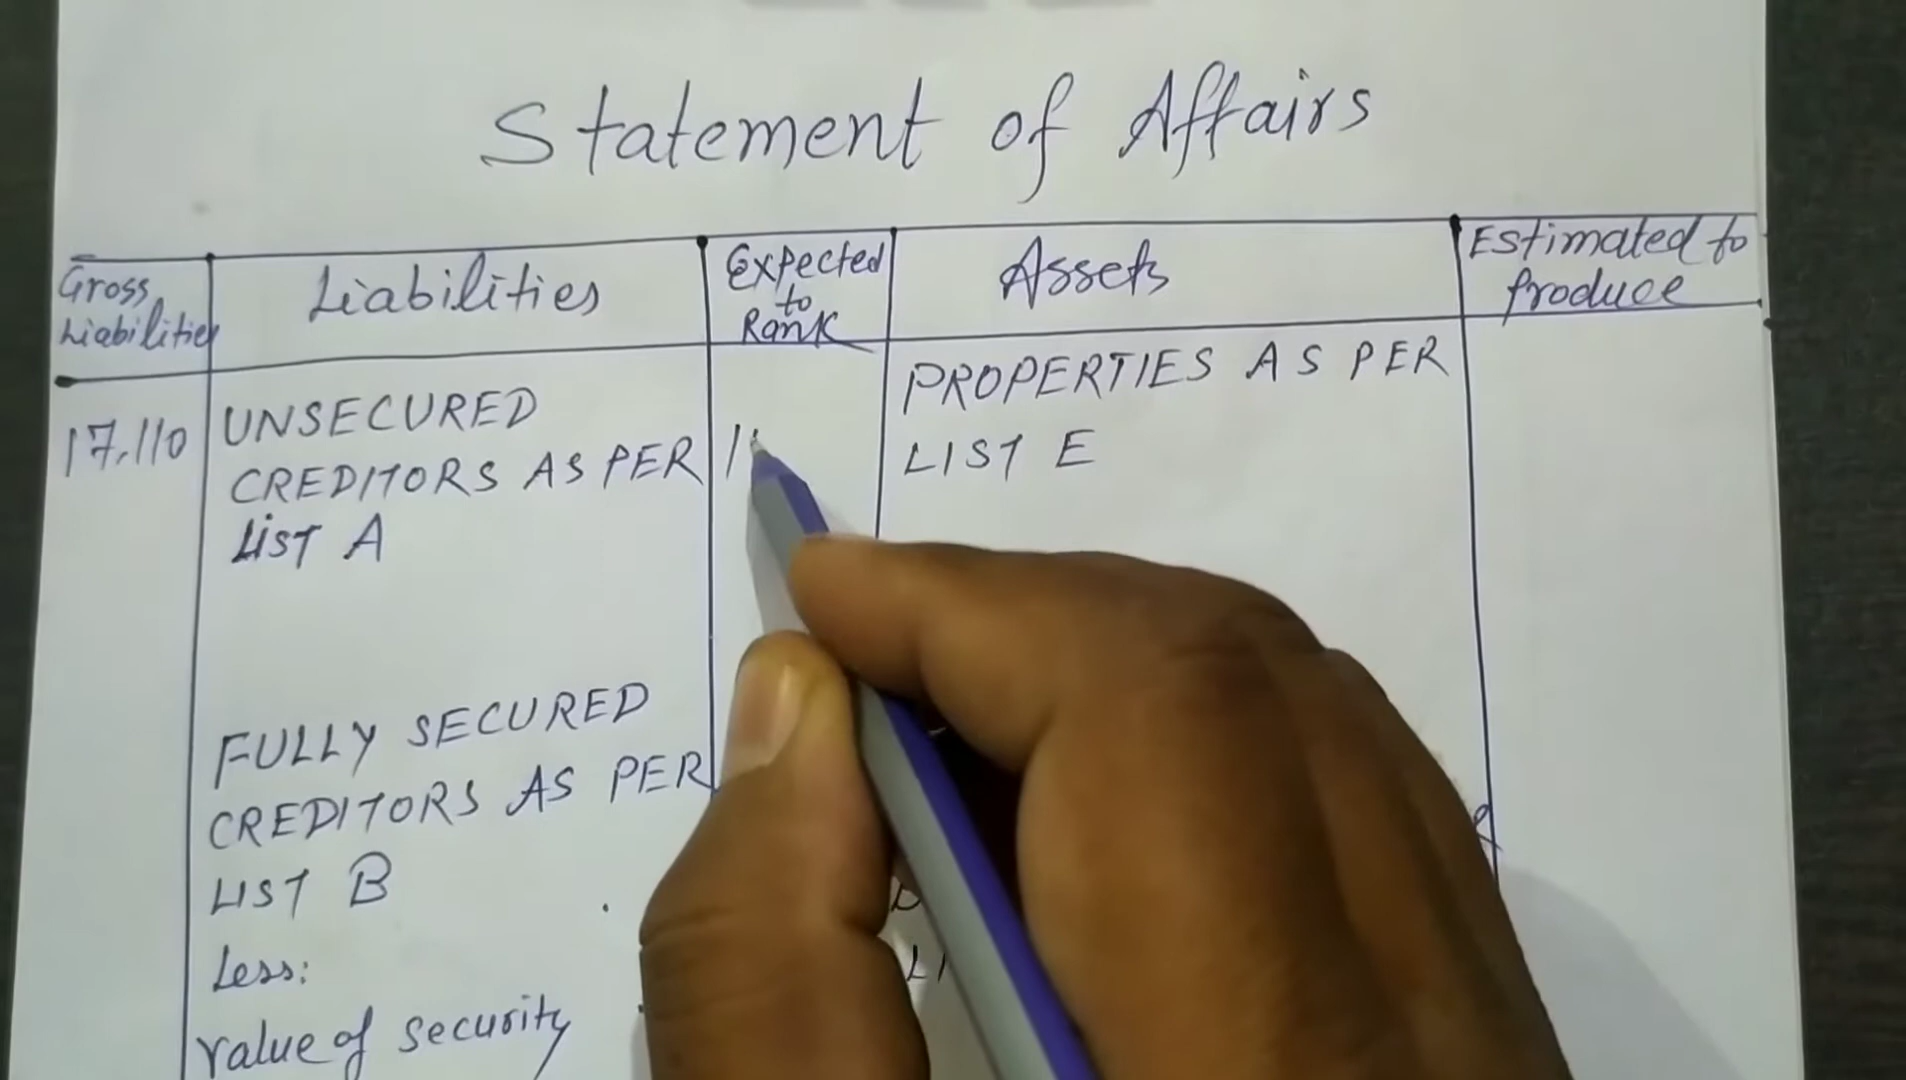 Statement of Affairs
Gross
Liabilities
Liabilities
Expected
to
Rank
Assets
Estimated to
Produce
17,110
UNSECURED
CREDITORS AS PER
LIST A
PROPERTIES AS PER
LIST E
FULLY SECURED
CREDITORS AS PER
LIST B
Less:
Value of security